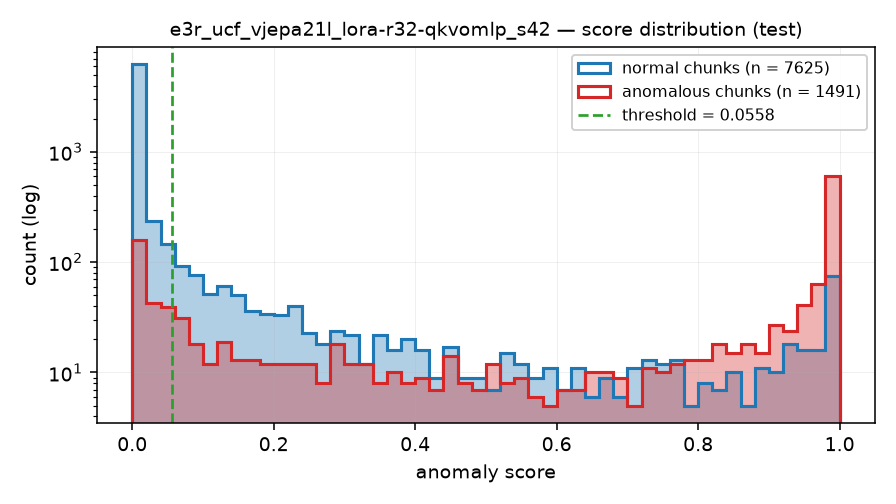 e3r_ucf_vjepa21l_lora-r32-qkvomlp_s42 — score distribution (test)
normal chunks (n = 7625)
anomalous chunks (n = 1491)
threshold = 0.0558
count (log)
10³
10²
10¹
0.0 0.2 0.4 0.6 0.8 1.0
anomaly score